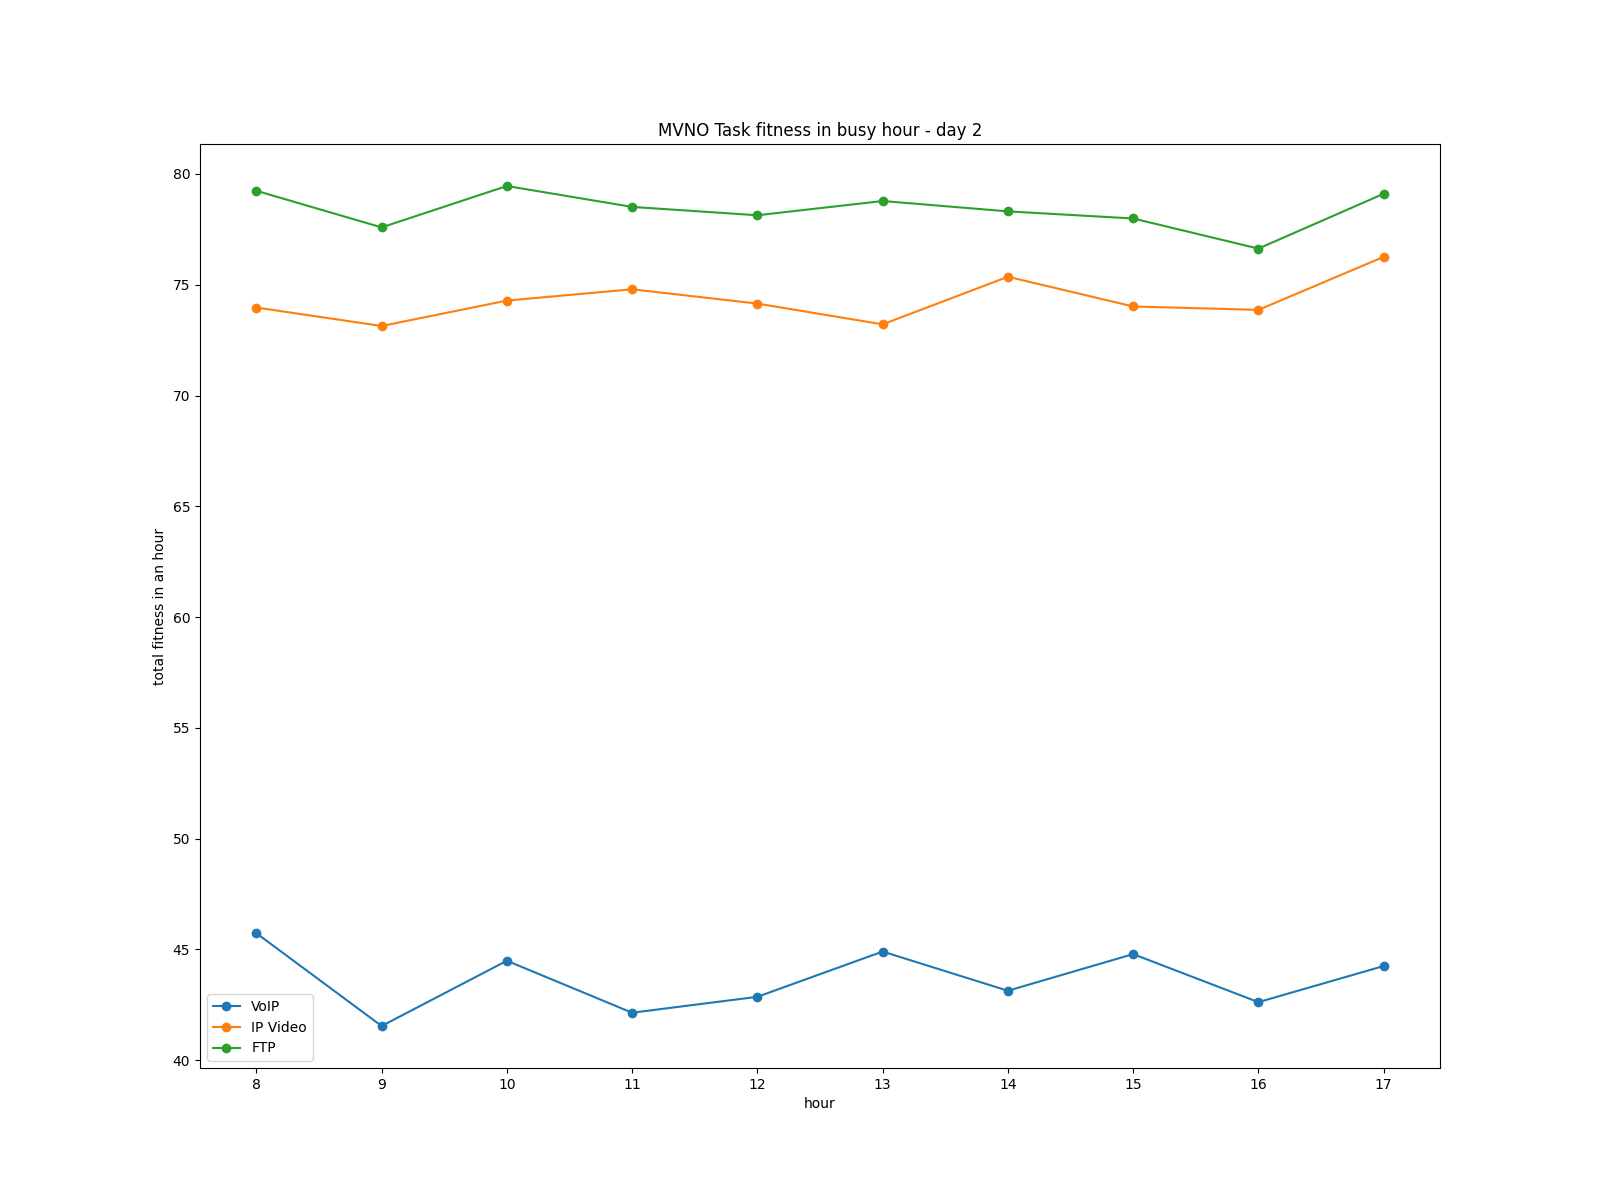 MVNO Task fitness in busy hour - day 2
80
75
70
65
60
55
50
45
40
total fitness in an hour
VoIP
IP Video
FTP
8 9 10 11 12 13 14 15 16 17
hour